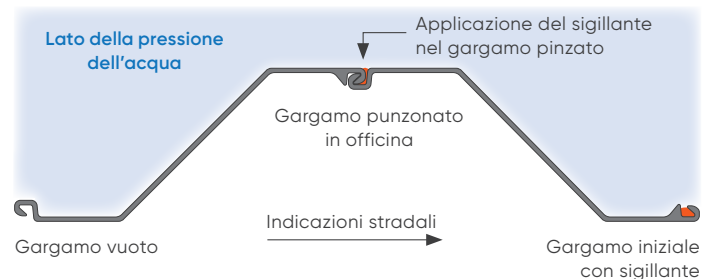 Lato della pressione
dell'acqua
Applicazione del sigillante
nel gargamo pinzato
Gargamo punzonato
in officina
Indicazioni stradali
Gargamo vuoto
Gargamo iniziale
con sigillante